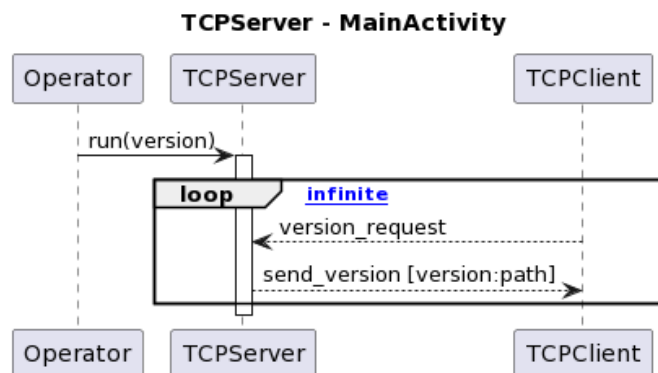 TCPServer - MainActivity
Operator TCPServer TCPClient
run(version)
loop infinite
version_request
send_version [version:path]
Operator TCPServer TCPClient